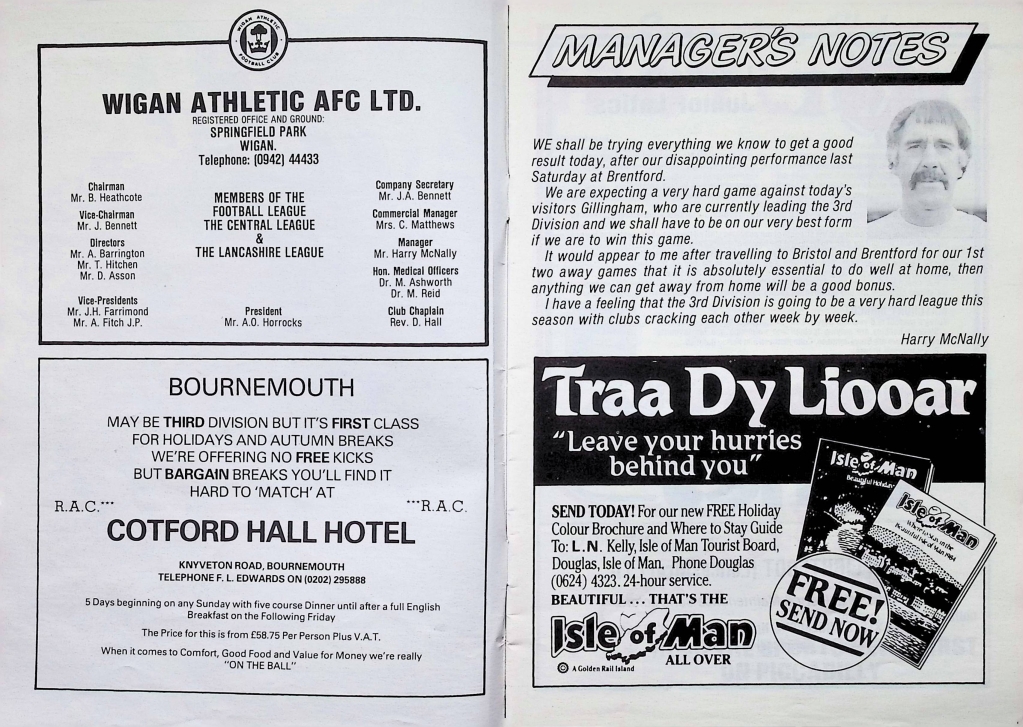 WIGAN ATHLETIC
FOOTBALL CLUB
WIGAN ATHLETIC AFC LTD.
REGISTERED OFFICE AND GROUND:
SPRINGFIELD PARK
WIGAN.
Telephone: (0942) 44433
Chairman
Mr. B. Heathcote
Vice-Chairman
Mr. J. Bennett
Directors
Mr. A. Barrington
Mr. T. Hitchen
Mr. D. Asson
Vice-Presidents
Mr. J.H. Farrimond
Mr. A. Fitch J.P.
MEMBERS OF THE
FOOTBALL LEAGUE
THE CENTRAL LEAGUE
&
THE LANCASHIRE LEAGUE
President
Mr. A.O. Horrocks
Company Secretary
Mr. J.A. Bennett
Commercial Manager
Mrs. C. Matthews
Manager
Mr. Harry McNally
Hon. Medical Officers
Dr. M. Ashworth
Dr. M. Reid
Club Chaplain
Rev. D. Hall
BOURNEMOUTH
MAY BE THIRD DIVISION BUT IT'S FIRST CLASS
FOR HOLIDAYS AND AUTUMN BREAKS
WE'RE OFFERING NO FREE KICKS
BUT BARGAIN BREAKS YOU'LL FIND IT
HARD TO 'MATCH' AT
R.A.C.*** ***R.A.C.
COTFORD HALL HOTEL
KNYVETON ROAD, BOURNEMOUTH
TELEPHONE F. L. EDWARDS ON (0202) 295888
5 Days beginning on any Sunday with five course Dinner until after a full English
Breakfast on the Following Friday
The Price for this is from £58.75 Per Person Plus V.A.T.
When it comes to Comfort, Good Food and Value for Money we're really
"ON THE BALL"
MANAGER'S NOTES
WE shall be trying everything we know to get a good
result today, after our disappointing performance last
Saturday at Brentford.
We are expecting a very hard game against today's
visitors Gillingham, who are currently leading the 3rd
Division and we shall have to be on our very best form
if we are to win this game.
It would appear to me after travelling to Bristol and Brentford for our 1st
two away games that it is absolutely essential to do well at home, then
anything we can get away from home will be a good bonus.
I have a feeling that the 3rd Division is going to be a very hard league this
season with clubs cracking each other week by week.
Harry McNally
Traa Dy Liooar
"Leave your hurries
behind you"
SEND TODAY! For our new FREE Holiday
Colour Brochure and Where to Stay Guide
To: L.N. Kelly, Isle of Man Tourist Board,
Douglas, Isle of Man. Phone Douglas
(0624) 4323. 24-hour service.
BEAUTIFUL ... THAT'S THE
Isle of Man
ALL OVER
A Golden Rail Island
Isle of Man
Beautiful Holiday
Isle of Man
Where to stay in the
Beautiful Isle of Man 1984
FREE!
SEND NOW